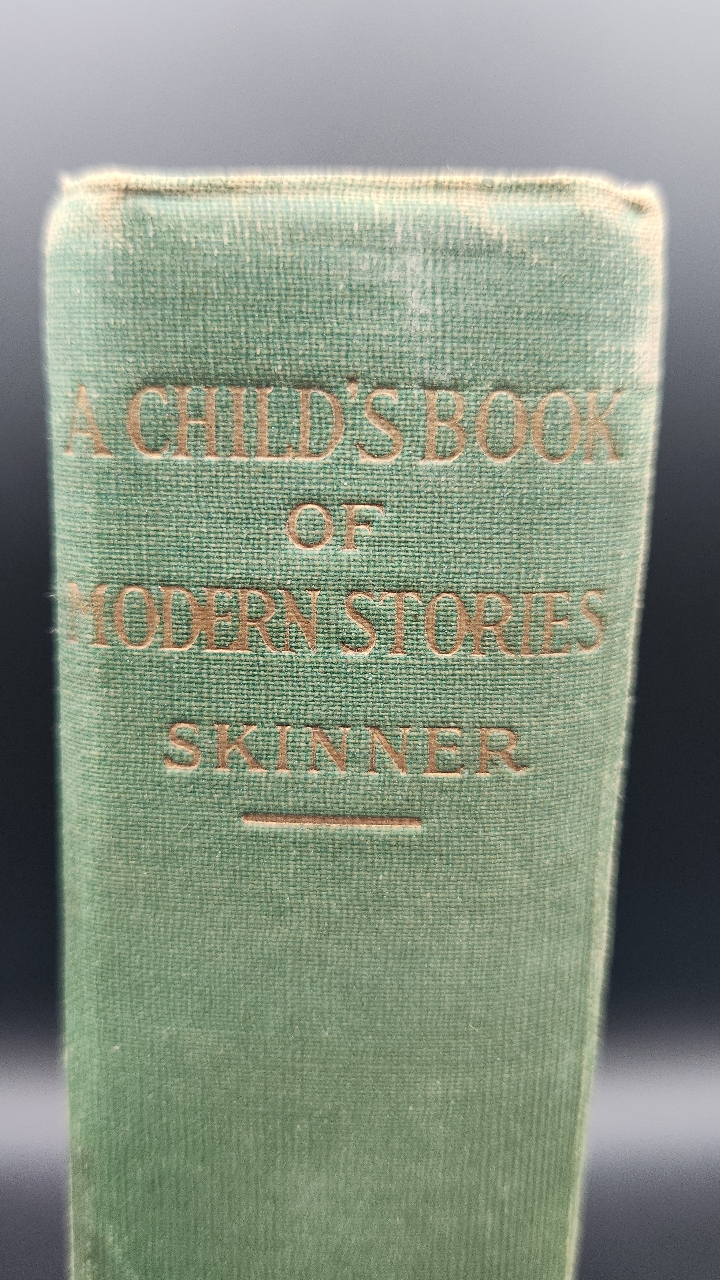 A CHILD'S BOOK
OF
MODERN STORIES
SKINNER